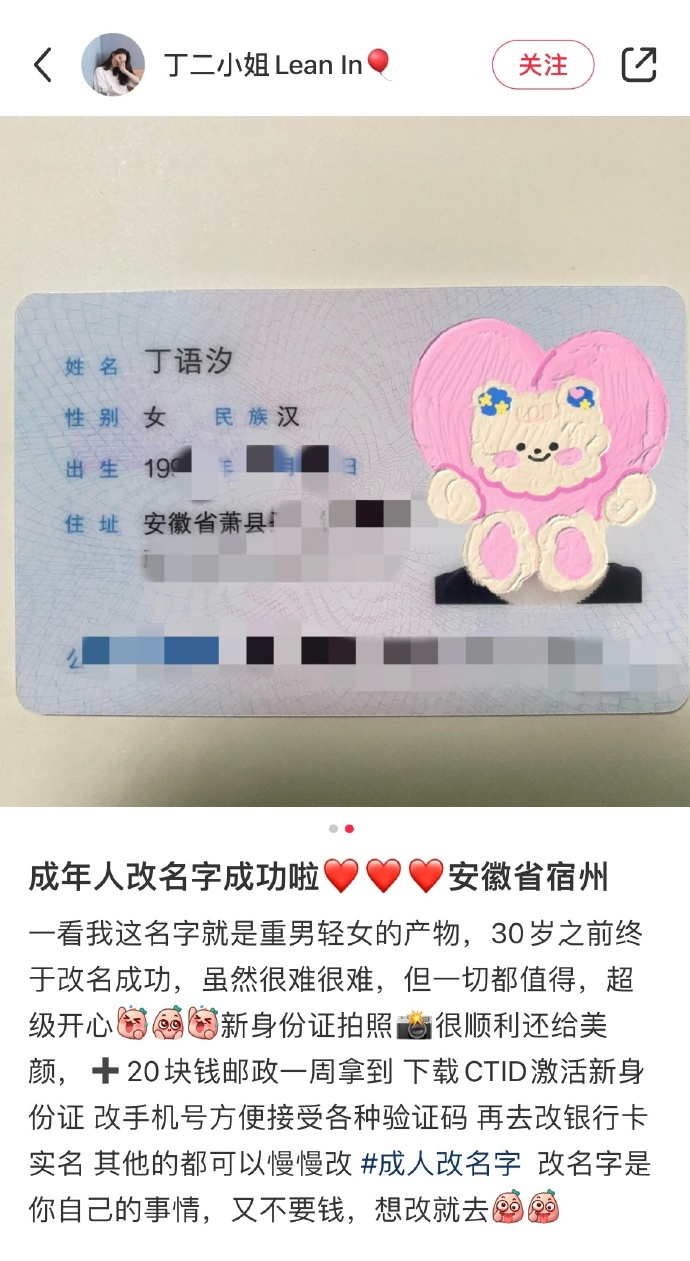 丁二小姐Lean In🎈
关注
姓名 丁语汐
性别 女 民族 汉
出生 19 年 月 日
住址 安徽省萧县
成年人改名字成功啦❤️❤️❤️安徽省宿州
一看我这名字就是重男轻女的产物，30岁之前终
于改名成功，虽然很难很难，但一切都值得，超
级开心新身份证拍照📸很顺利还给美
颜，➕20块钱邮政一周拿到 下载CTID激活新身
份证 改手机号方便接受各种验证码 再去改银行卡
实名 其他的都可以慢慢改 #成人改名字 改名字是
你自己的事情，又不要钱，想改就去